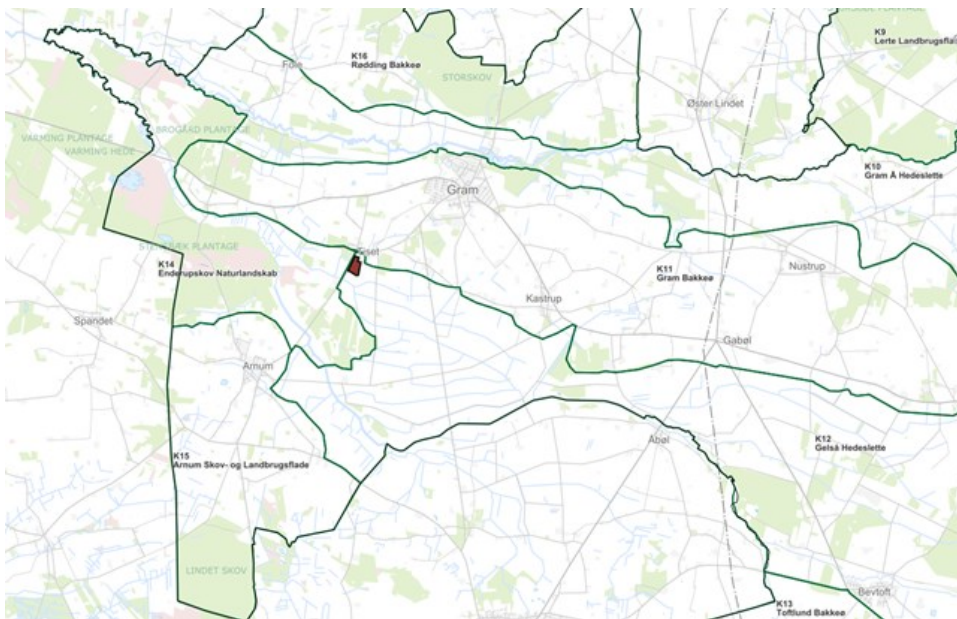 K9
Lerte Landbrugsfla
K16
Rødding Bakkeø
Fole
STORSKOV
Øster Lindet
BROGÅRD PLANTAGE
VARMING PLANTAGE
VARMING HEDE
K10
Gram Å Hedeslette
Gram
Tiset
K14
Enderupskov Naturlandskab
K11
Gram Bakkeø
Nustrup
Kastrup
Spandet
Gabøl
Arnum
K12
Gelså Hedeslette
Åbøl
K15
Arnum Skov- og Landbrugsflade
LINDET SKOV
Bevtoft
K13
Toftlund Bakkeø